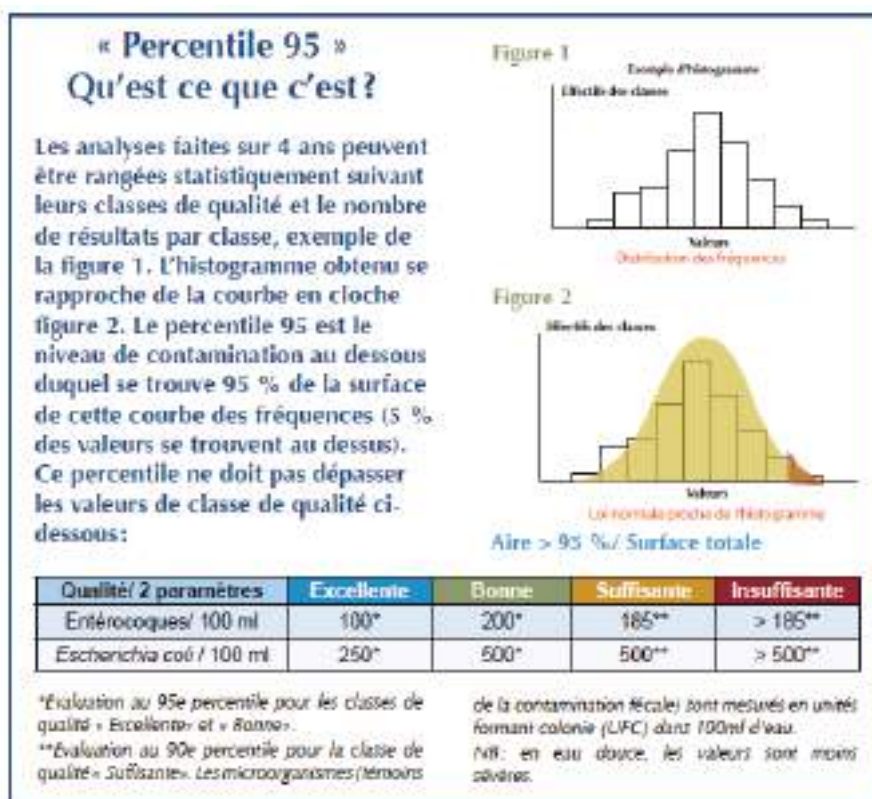 « Percentile 95 »
Qu'est ce que c'est?
Les analyses faites sur 4 ans peuvent
être rangées statistiquement suivant
leurs classes de qualité et le nombre
de résultats par classe, exemple de
la figure 1. L'histogramme obtenu se
rapproche de la courbe en cloche
figure 2. Le percentile 95 est le
niveau de contamination au dessous
duquel se trouve 95 % de la surface
de cette courbe des fréquences (5 %
des valeurs se trouvent au dessus).
Ce percentile ne doit pas dépasser
les valeurs de classe de qualité ci-
dessous:
Figure 1
Exemple d'histogramme
Effectifs des classes
Valeurs
Distribution des fréquences
Figure 2
Effectifs des classes
Valeurs
Loi normale proche de l'histogramme
Aire > 95 %/ Surface totale
Qualité/ 2 paramètres Excellente Bonne Suffisante Insuffisante
Entérocoques/ 100 ml 100* 200* 185** > 185**
Escherichia coli / 100 ml 250* 500* 500** > 500**
*Evaluation au 95e percentile pour les classes de
qualité « Excellente» et « Bonne».
**Evaluation au 90e percentile pour la classe de
qualité « Suffisante». Les microorganismes (témoins
de la contamination fécale) sont mesurés en unités
formant colonie (UFC) dans 100ml d'eau.
NB: en eau douce, les valeurs sont moins
sévères.